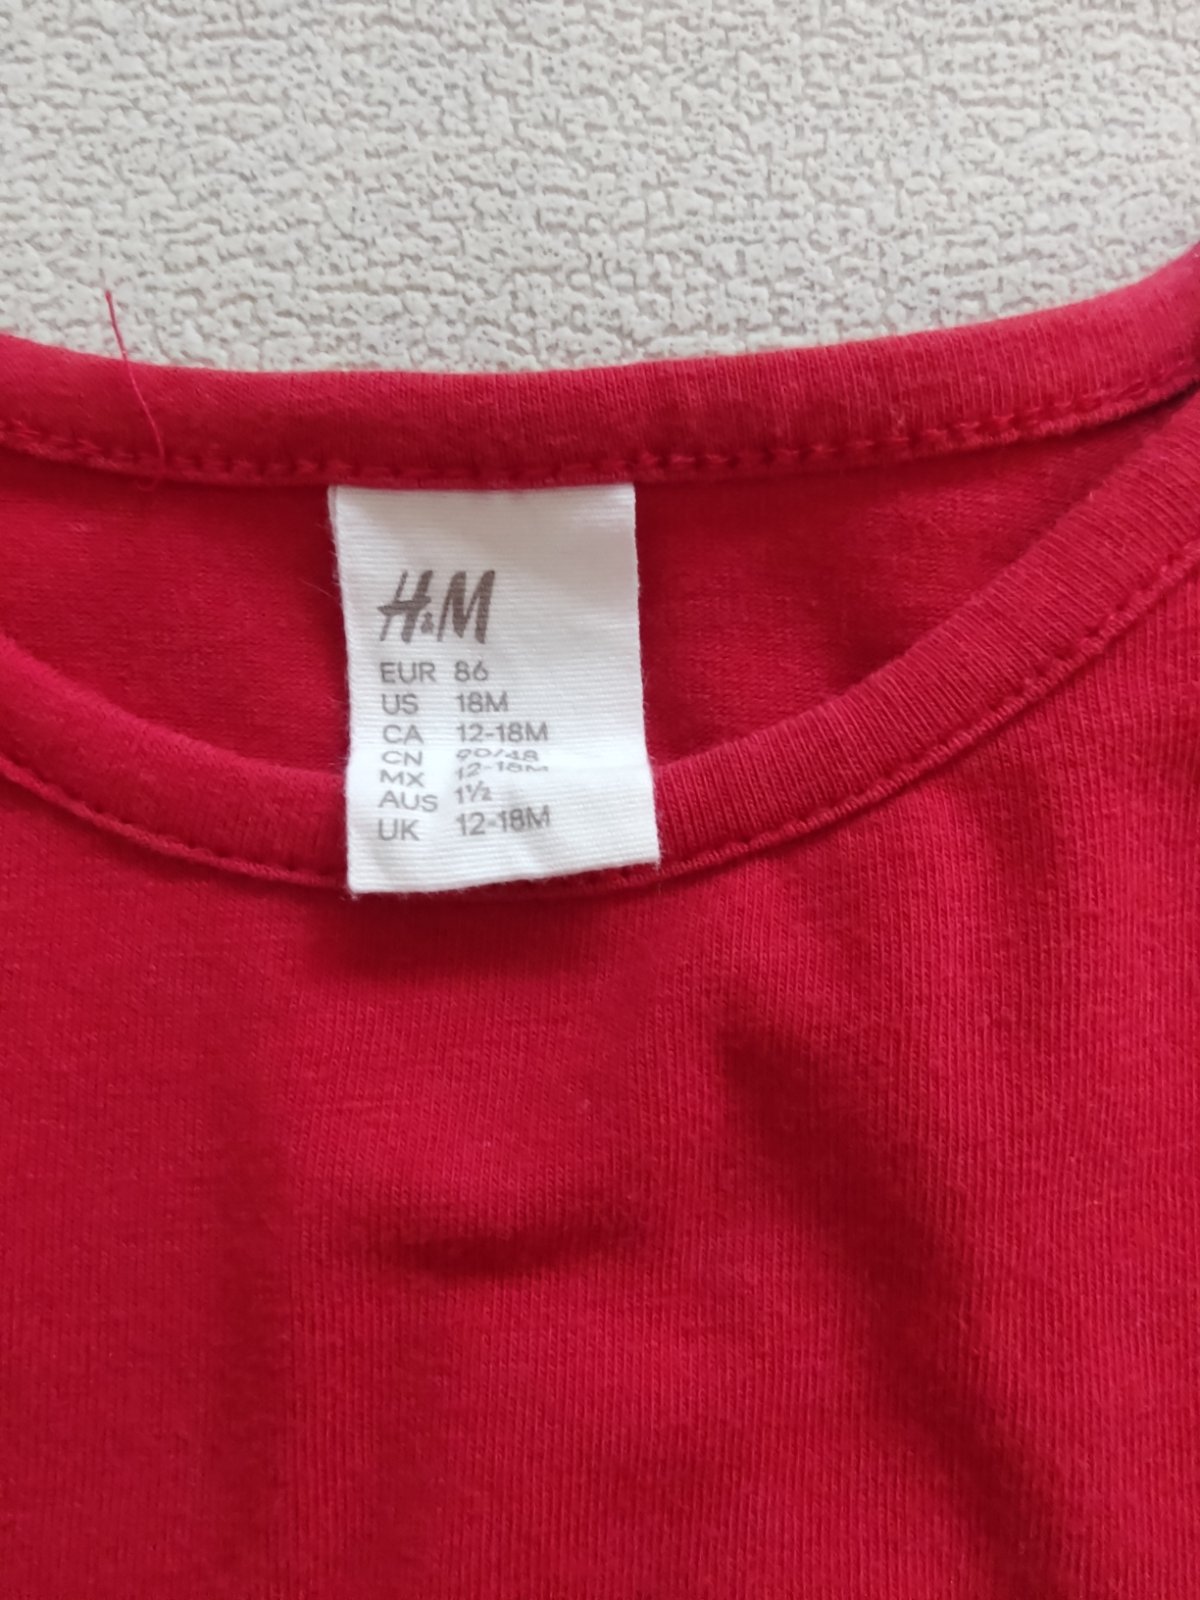 H&M
EUR 86
US 18M
CA 12-18M
CN 90/48
MX 12-18M
AUS 1½
UK 12-18M